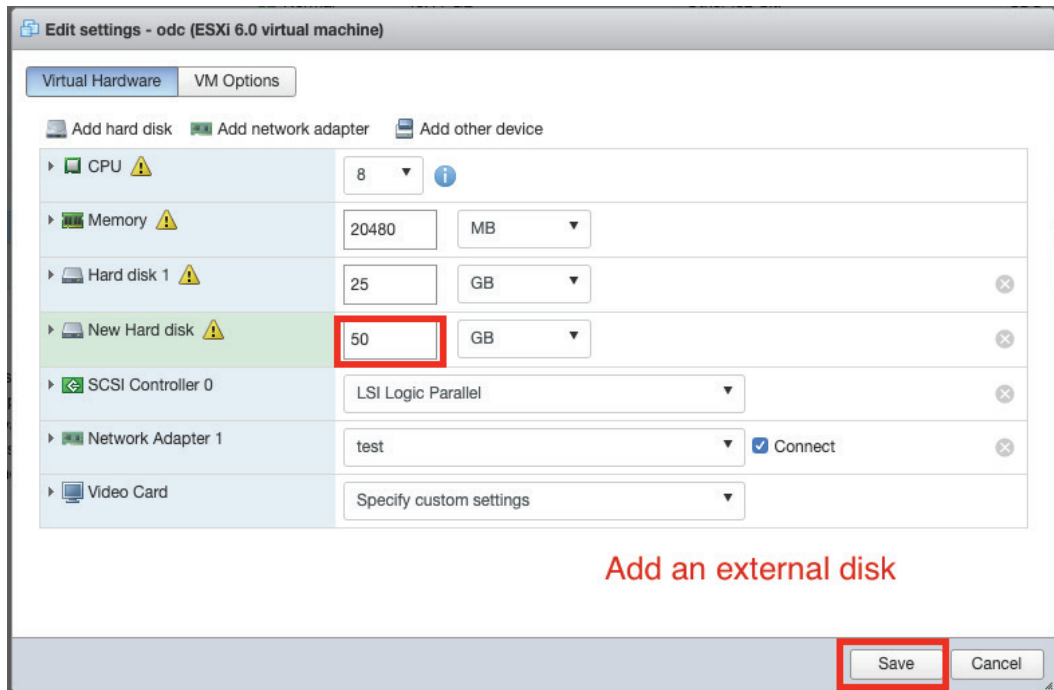 Edit settings - odc (ESXi 6.0 virtual machine)
Virtual Hardware VM Options
Add hard disk Add network adapter Add other device
CPU 8
Memory 20480 MB
Hard disk 1 25 GB
New Hard disk 50 GB
SCSI Controller 0 LSI Logic Parallel
Network Adapter 1 test Connect
Video Card Specify custom settings
Add an external disk
Save Cancel